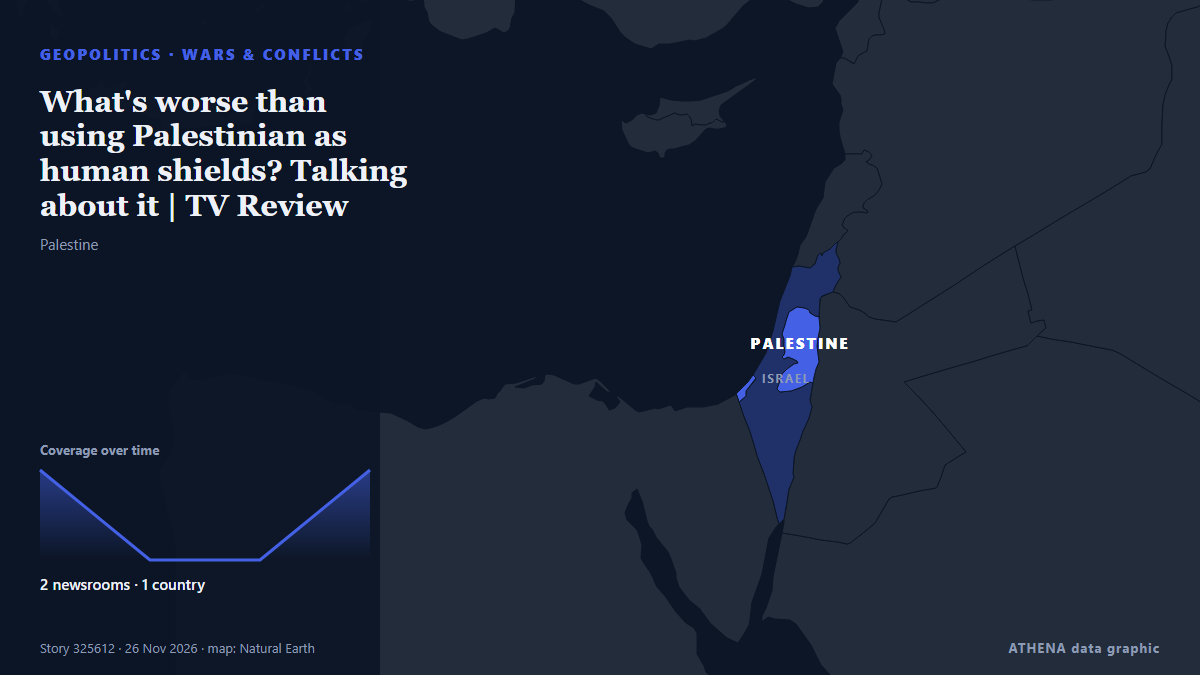 GEOPOLITICS · WARS & CONFLICTS
What's worse than
using Palestinian as
human shields? Talking
about it | TV Review
Palestine
PALESTINE
ISRAEL
Coverage over time
2 newsrooms · 1 country
Story 325612 · 26 Nov 2026 · map: Natural Earth
ATHENA data graphic